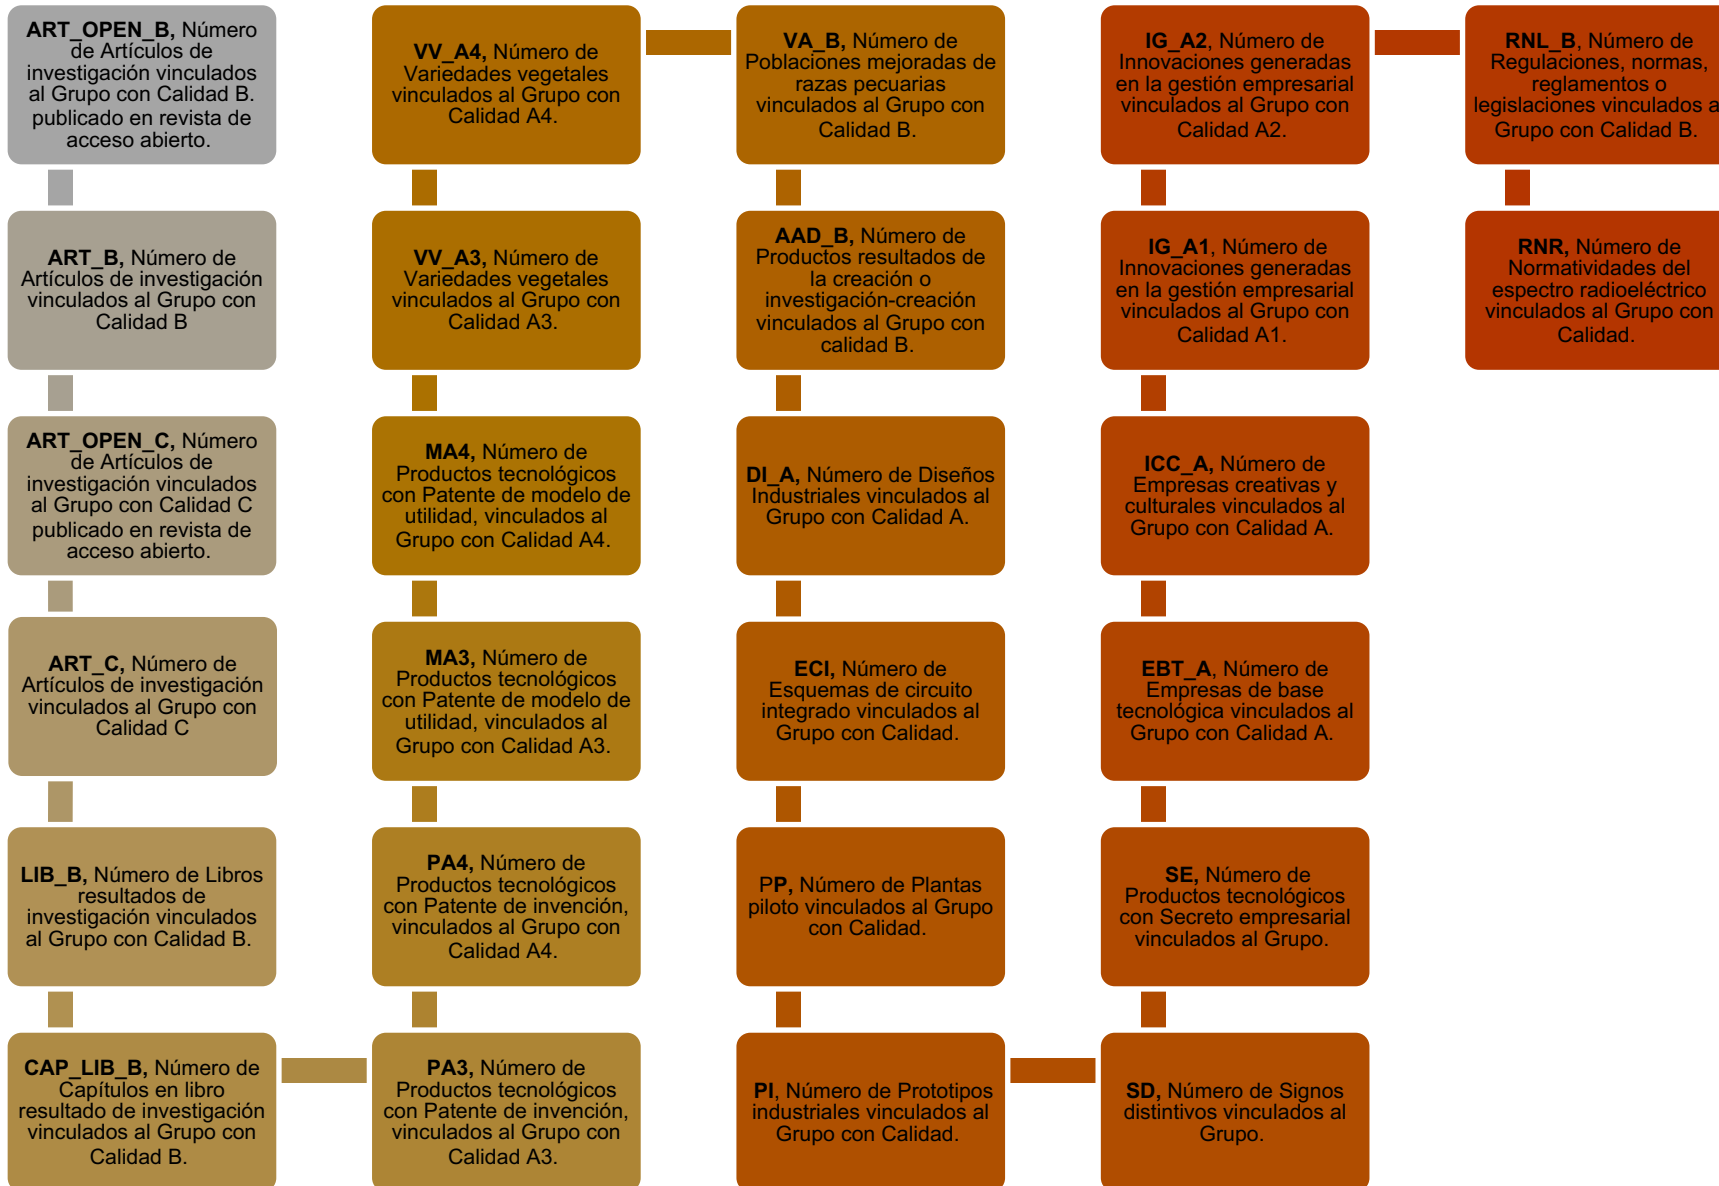 ART_OPEN_B, Número
de Artículos de
investigación vinculados
al Grupo con Calidad B.
publicado en revista de
acceso abierto.
ART_B, Número de
Artículos de investigación
vinculados al Grupo con
Calidad B
ART_OPEN_C, Número
de Artículos de
investigación vinculados
al Grupo con Calidad C
publicado en revista de
acceso abierto.
ART_C, Número de
Artículos de investigación
vinculados al Grupo con
Calidad C
LIB_B, Número de Libros
resultados de
investigación vinculados
al Grupo con Calidad B.
CAP_LIB_B, Número de
Capítulos en libro
resultado de investigación
vinculados al Grupo con
Calidad B.
PA3, Número de
Productos tecnológicos
con Patente de invención,
vinculados al Grupo con
Calidad A3.
PA4, Número de
Productos tecnológicos
con Patente de invención,
vinculados al Grupo con
Calidad A4.
MA3, Número de
Productos tecnológicos
con Patente de modelo de
utilidad, vinculados al
Grupo con Calidad A3.
MA4, Número de
Productos tecnológicos
con Patente de modelo de
utilidad, vinculados al
Grupo con Calidad A4.
VV_A3, Número de
Variedades vegetales
vinculados al Grupo con
Calidad A3.
VV_A4, Número de
Variedades vegetales
vinculados al Grupo con
Calidad A4.
VA_B, Número de
Poblaciones mejoradas de
razas pecuarias
vinculados al Grupo con
Calidad B.
AAD_B, Número de
Productos resultados de
la creación o
investigación-creación
vinculados al Grupo con
calidad B.
DI_A, Número de Diseños
Industriales vinculados al
Grupo con Calidad A.
ECI, Número de
Esquemas de circuito
integrado vinculados al
Grupo con Calidad.
PP, Número de Plantas
piloto vinculados al Grupo
con Calidad.
PI, Número de Prototipos
industriales vinculados al
Grupo con Calidad.
SD, Número de Signos
distintivos vinculados al
Grupo.
SE, Número de
Productos tecnológicos
con Secreto empresarial
vinculados al Grupo.
EBT_A, Número de
Empresas de base
tecnológica vinculados al
Grupo con Calidad A.
ICC_A, Número de
Empresas creativas y
culturales vinculados al
Grupo con Calidad A.
IG_A1, Número de
Innovaciones generadas
en la gestión empresarial
vinculados al Grupo con
Calidad A1.
IG_A2, Número de
Innovaciones generadas
en la gestión empresarial
vinculados al Grupo con
Calidad A2.
RNL_B, Número de
Regulaciones, normas,
reglamentos o
legislaciones vinculados a
Grupo con Calidad B.
RNR, Número de
Normatividades del
espectro radioeléctrico
vinculados al Grupo con
Calidad.